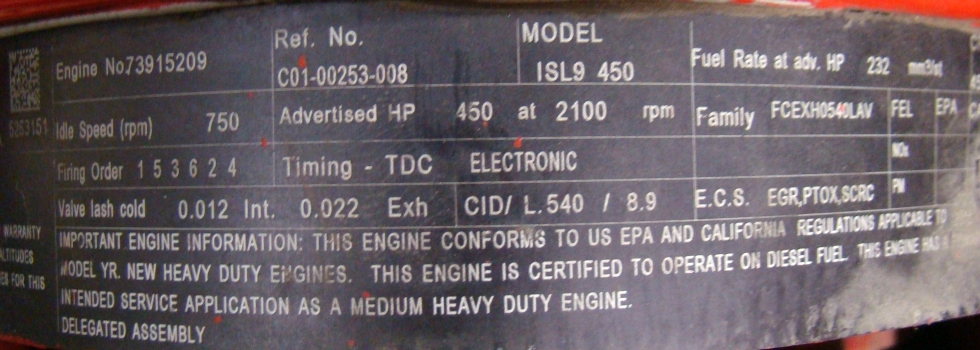 Engine No73915209
Ref. No.
C01-00253-008
MODEL
ISL9 450
Fuel Rate at adv. HP 232 mm3/st
5263151
Idle Speed (rpm) 750
Advertised HP 450 at 2100 rpm
Family FCEXH0540LAV
FEL
EPA
Firing Order 1 5 3 6 2 4
Timing - TDC ELECTRONIC
NOx
Valve lash cold 0.012 Int. 0.022 Exh
CID/ L.540 / 8.9
E.C.S. EGR,PTOX,SCRC
PM
WARRANTY
ALTITUDES
FOR THIS
IMPORTANT ENGINE INFORMATION: THIS ENGINE CONFORMS TO US EPA AND CALIFORNIA REGULATIONS APPLICABLE TO
MODEL YR. NEW HEAVY DUTY ENGINES. THIS ENGINE IS CERTIFIED TO OPERATE ON DIESEL FUEL. THIS ENGINE HAS
INTENDED SERVICE APPLICATION AS A MEDIUM HEAVY DUTY ENGINE.
DELEGATED ASSEMBLY